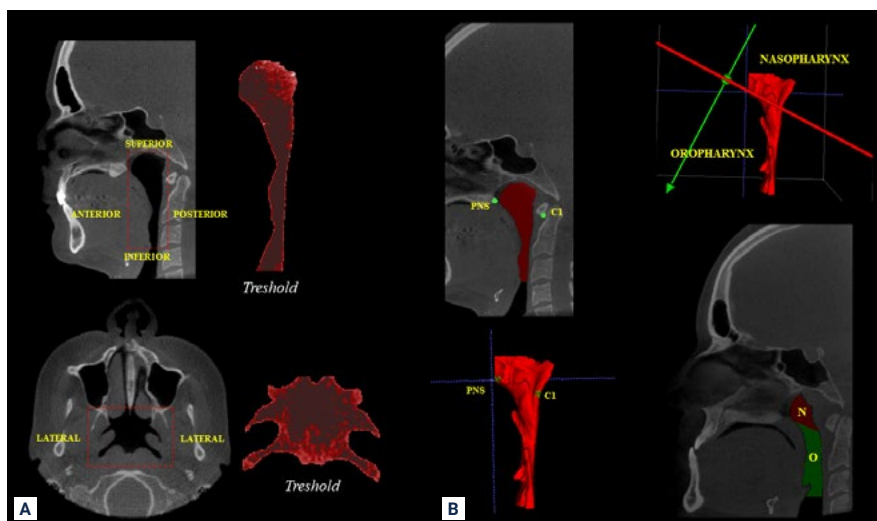 SUPERIOR
ANTERIOR
POSTERIOR
INFERIOR
Treshold
LATERAL
LATERAL
Treshold
A
PNS
C1
NASOPHARYNX
OROPHARYNX
PNS
C1
N
O
B